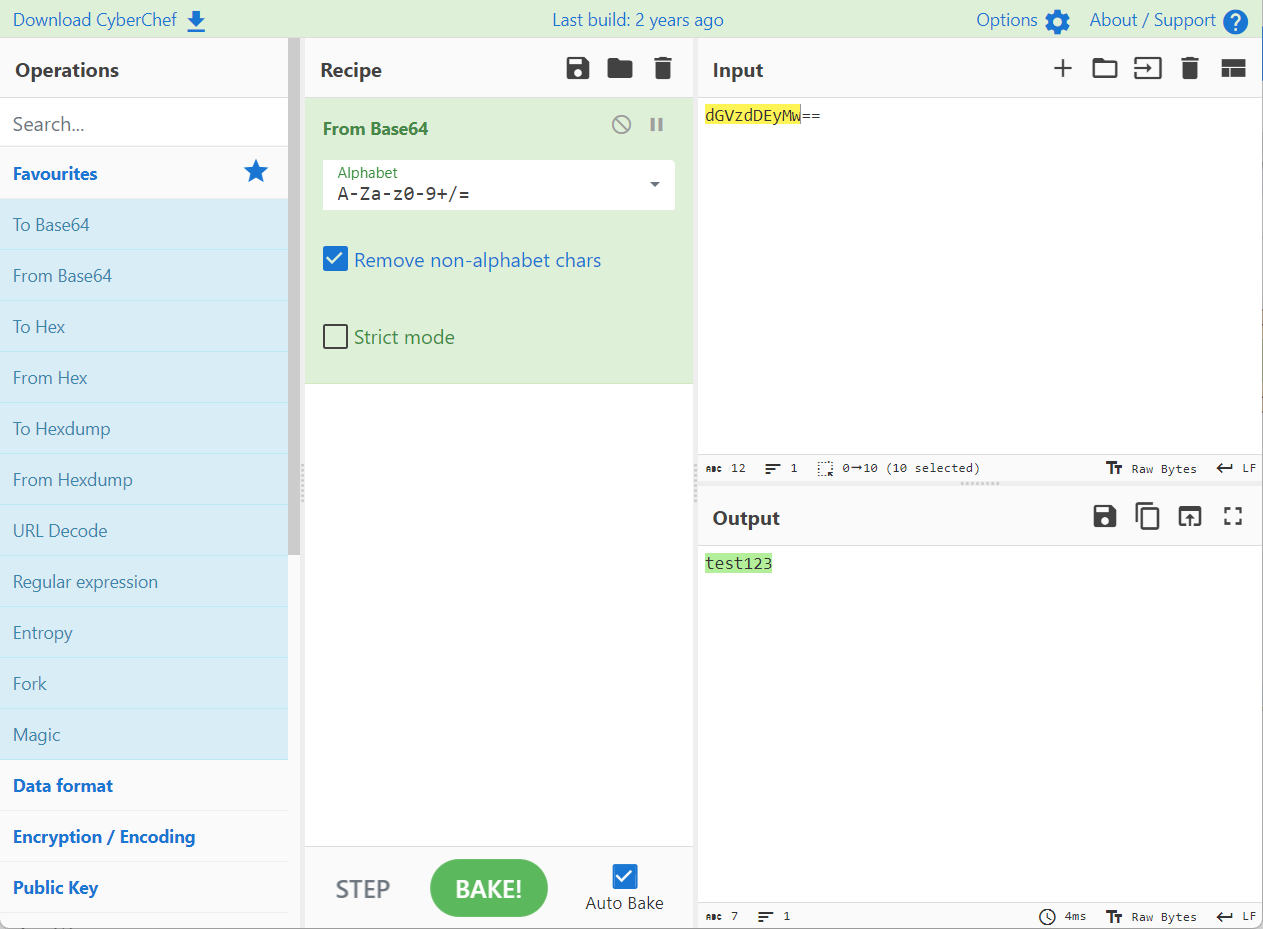 Download CyberChef
Last build: 2 years ago
Options
About / Support
Operations
Search...
Favourites
To Base64
From Base64
To Hex
From Hex
To Hexdump
From Hexdump
URL Decode
Regular expression
Entropy
Fork
Magic
Data format
Encryption / Encoding
Public Key
Recipe
From Base64
Alphabet
A-Za-z0-9+/=
Remove non-alphabet chars
Strict mode
STEP
BAKE!
Auto Bake
Input
dGVzdDEyMw==
ABC 12 1 0→10 (10 selected) Tт Raw Bytes LF
Output
test123
ABC 7 1 4ms Tт Raw Bytes LF